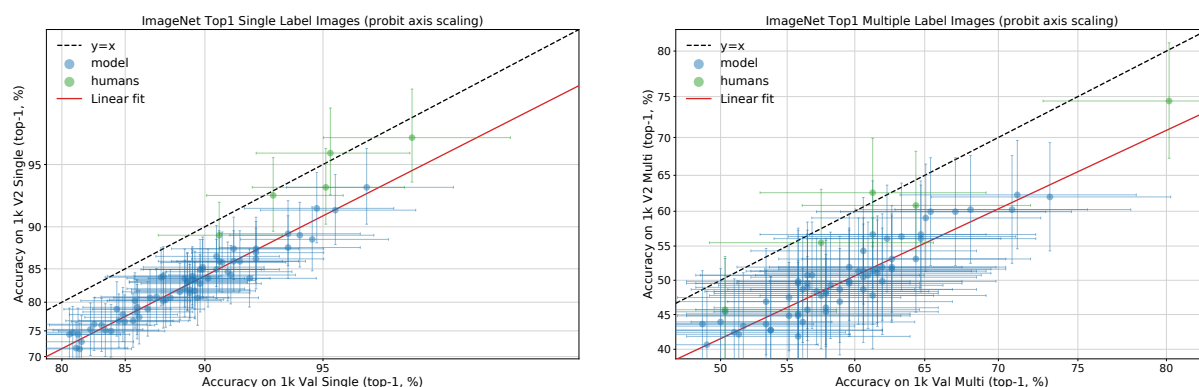 ImageNet Top1 Single Label Images (probit axis scaling)
y=x
model
humans
Linear fit
Accuracy on 1k V2 Single (top-1, %)
95
90
85
80
75
70
80
85
90
95
Accuracy on 1k Val Single (top-1, %)
ImageNet Top1 Multiple Label Images (probit axis scaling)
y=x
model
humans
Linear fit
Accuracy on 1k V2 Multi (top-1, %)
80
75
70
65
60
55
50
45
40
50
55
60
65
70
75
80
Accuracy on 1k Val Multi (top-1, %)